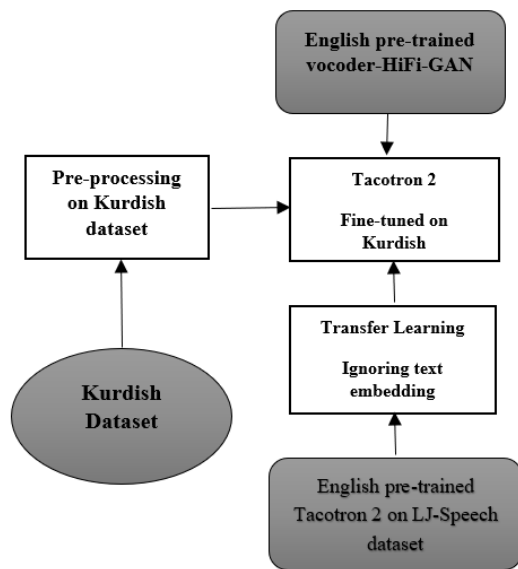 English pre-trained
vocoder-HiFi-GAN
Pre-processing
on Kurdish
dataset
Tacotron 2
Fine-tuned on
Kurdish
Transfer Learning
Ignoring text
embedding
Kurdish
Dataset
English pre-trained
Tacotron 2 on LJ-Speech
dataset